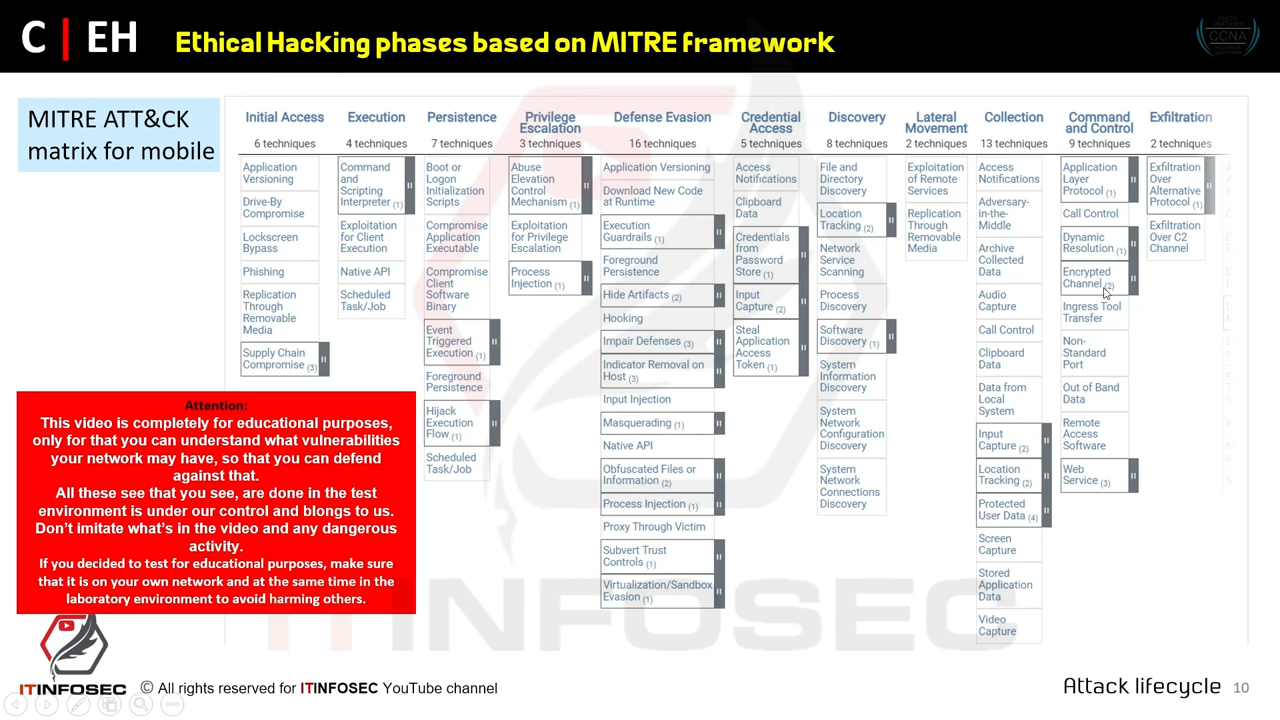 C | EH
Ethical Hacking phases based on MITRE framework
CCNA
MITRE ATT&CK
matrix for mobile
Initial Access
6 techniques
Application
Versioning
Drive-By
Compromise
Lockscreen
Bypass
Phishing
Replication
Through
Removable
Media
Supply Chain
Compromise (3)
Execution
4 techniques
Command
and
Scripting
Interpreter (1)
Exploitation
for Client
Execution
Native API
Scheduled
Task/Job
Persistence
7 techniques
Boot or
Logon
Initialization
Scripts
Compromise
Application
Executable
Compromise
Client
Software
Binary
Event
Triggered
Execution (1)
Foreground
Persistence
Hijack
Execution
Flow (1)
Scheduled
Task/Job
Privilege
Escalation
3 techniques
Abuse
Elevation
Control
Mechanism (1)
Exploitation
for Privilege
Escalation
Process
Injection (1)
Defense Evasion
16 techniques
Application Versioning
Download New Code
at Runtime
Execution
Guardrails (1)
Foreground
Persistence
Hide Artifacts (2)
Hooking
Impair Defenses (3)
Indicator Removal on
Host (3)
Input Injection
Masquerading (1)
Native API
Obfuscated Files or
Information (2)
Process Injection (1)
Proxy Through Victim
Subvert Trust
Controls (1)
Virtualization/Sandbox
Evasion (1)
Credential
Access
5 techniques
Access
Notifications
Clipboard
Data
Credentials
from
Password
Store (1)
Input
Capture (2)
Steal
Application
Access
Token (1)
Discovery
8 techniques
File and
Directory
Discovery
Location
Tracking (2)
Network
Service
Scanning
Process
Discovery
Software
Discovery (1)
System
Information
Discovery
System
Network
Configuration
Discovery
System
Network
Connections
Discovery
Lateral
Movement
2 techniques
Exploitation
of Remote
Services
Replication
Through
Removable
Media
Collection
13 techniques
Access
Notifications
Adversary-
in-the-
Middle
Archive
Collected
Data
Audio
Capture
Call Control
Clipboard
Data
Data from
Local
System
Input
Capture (2)
Location
Tracking (2)
Protected
User Data (4)
Screen
Capture
Stored
Application
Data
Video
Capture
Command
and Control
9 techniques
Application
Layer
Protocol (1)
Call Control
Dynamic
Resolution (1)
Encrypted
Channel (2)
Ingress Tool
Transfer
Non-
Standard
Port
Out of Band
Data
Remote
Access
Software
Web
Service (3)
Exfiltration
2 techniques
Exfiltration
Over
Alternative
Protocol (1)
Exfiltration
Over C2
Channel
Attention:
This video is completely for educational purposes,
only for that you can understand what vulnerabilities
your network may have, so that you can defend
against that.
All these see that you see, are done in the test
environment is under our control and blongs to us.
Don't imitate what's in the video and any dangerous
activity.
If you decided to test for educational purposes, make sure
that it is on your own network and at the same time in the
laboratory environment to avoid harming others.
ITINFOSEC
ITINFOSEC
© All rights reserved for ITINFOSEC YouTube channel
Attack lifecycle 10